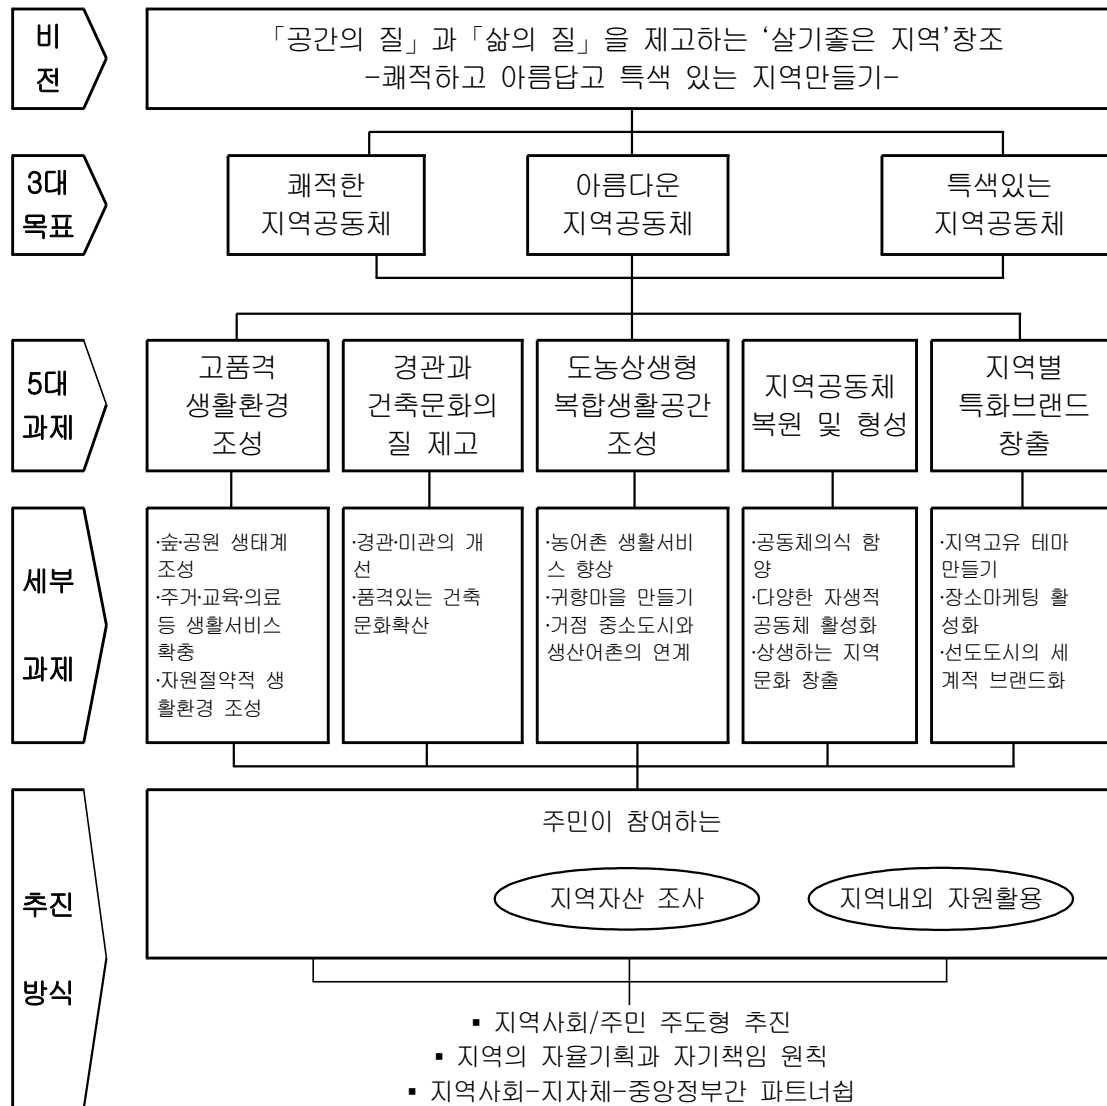 비
전
「공간의 질」과「삶의 질」을 제고하는 ‘살기좋은 지역’창조
-쾌적하고 아름답고 특색 있는 지역만들기-
3대
목표
쾌적한
지역공동체
아름다운
지역공동체
특색있는
지역공동체
5대
과제
고품격
생활환경
조성
경관과
건축문화의
질 제고
도농상생형
복합생활공간
조성
지역공동체
복원 및 형성
지역별
특화브랜드
창출
세부
과제
·숲·공원 생태계
조성
·주거·교육·의료
등 생활서비스
확충
·자원절약적 생
활환경 조성
·경관·미관의 개
선
·품격있는 건축
문화확산
·농어촌 생활서비
스 향상
·귀향마을 만들기
·거점 중소도시와
생산어촌의 연계
·공동체의식 함
양
·다양한 자생적
공동체 활성화
·상생하는 지역
문화 창출
·지역고유 테마
만들기
·장소마케팅 활
성화
·선도도시의 세
계적 브랜드화
추진
방식
주민이 참여하는
지역자산 조사
지역내외 자원활용
▪ 지역사회/주민 주도형 추진
▪ 지역의 자율기획과 자기책임 원칙
▪ 지역사회-지자체-중앙정부간 파트너쉽